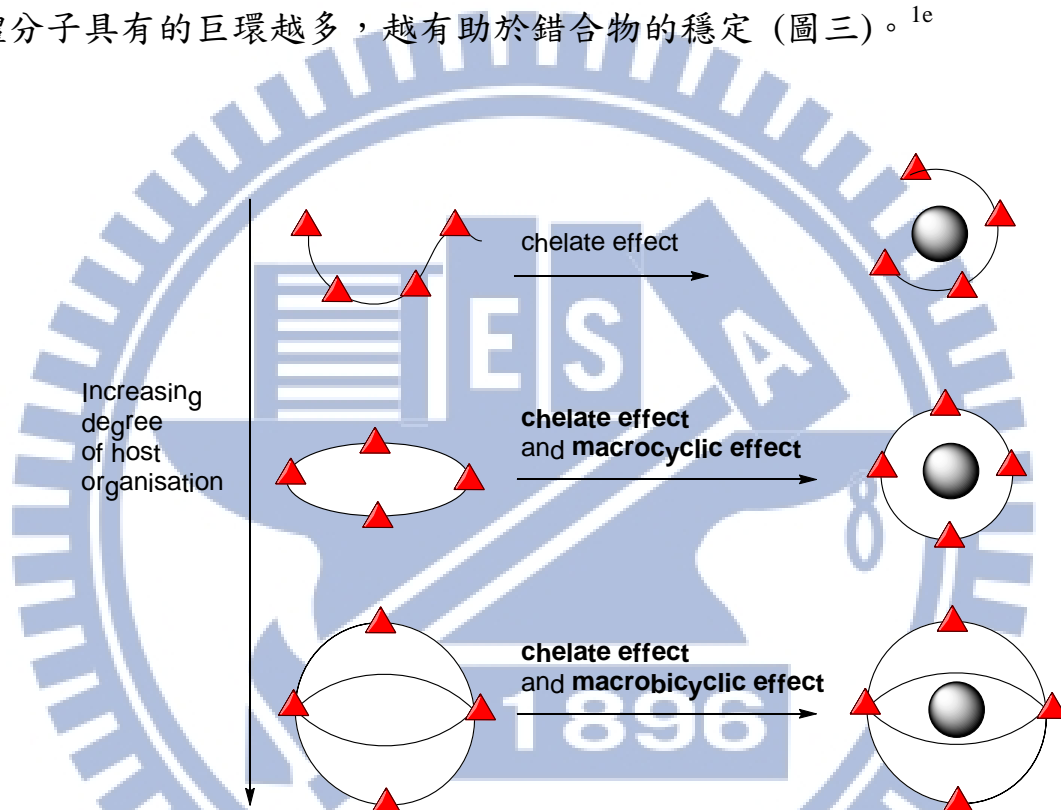 分子具有的巨環越多，越有助於錯合物的穩定 (圖三)。1e
chelate effect
Increasing
degree
of host
organisation
chelate effect
and macrocyclic effect
chelate effect
and macrobicyclic effect
E S A
8
1896